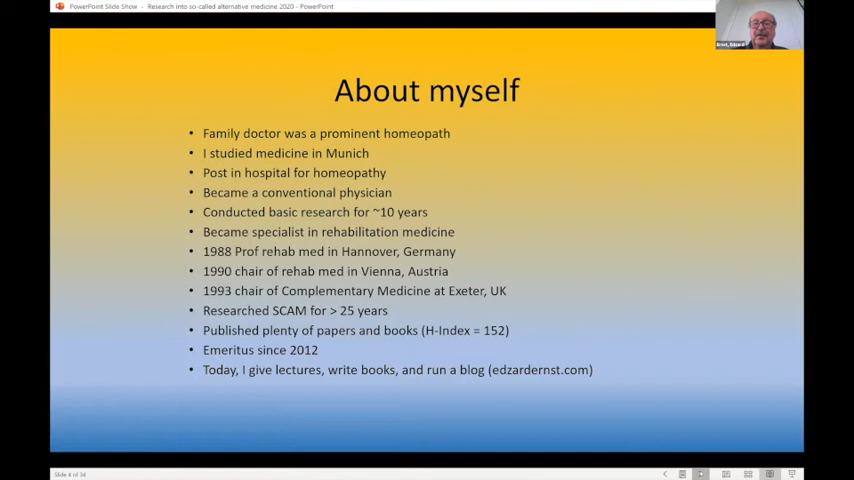 PowerPoint Slide Show - Research into so-called alternative medicine 2020 - PowerPoint
Ernst, Edzard
About myself
• Family doctor was a prominent homeopath
• I studied medicine in Munich
• Post in hospital for homeopathy
• Became a conventional physician
• Conducted basic research for ~10 years
• Became specialist in rehabilitation medicine
• 1988 Prof rehab med in Hannover, Germany
• 1990 chair of rehab med in Vienna, Austria
• 1993 chair of Complementary Medicine at Exeter, UK
• Researched SCAM for > 25 years
• Published plenty of papers and books (H-Index = 152)
• Emeritus since 2012
• Today, I give lectures, write books, and run a blog (edzardernst.com)
Slide 4 of 34